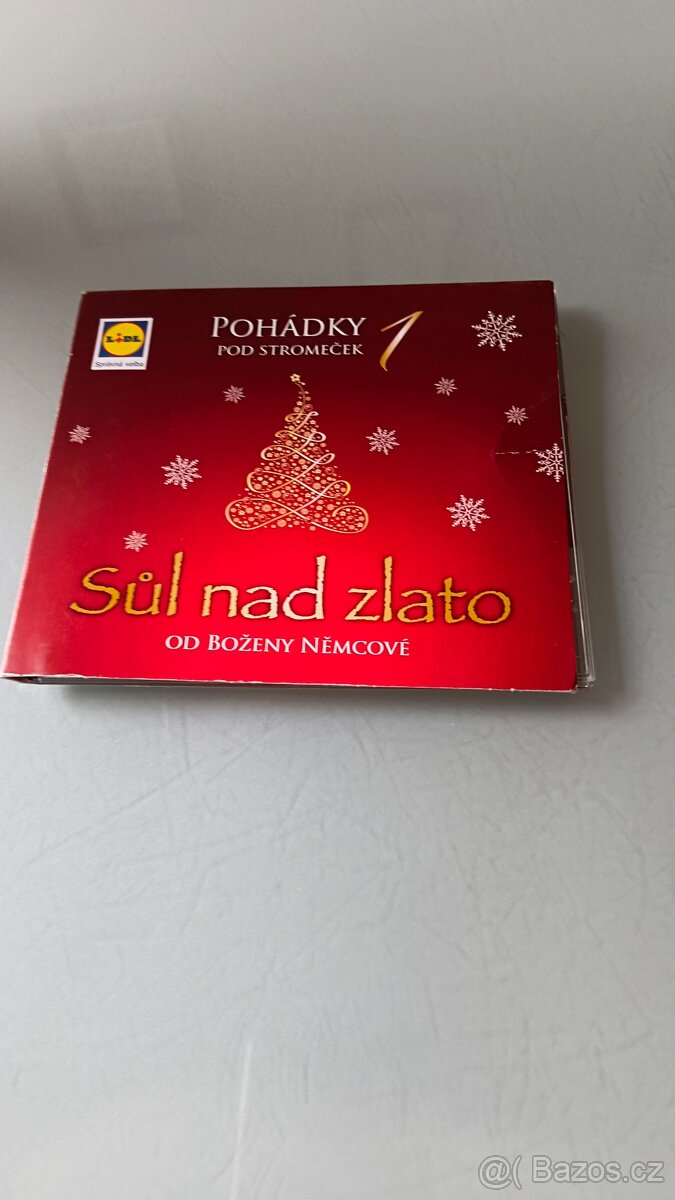 LiDL
Správná volba
POHÁDKY 1
POD STROMEČEK
Sůl nad zlato
OD BOŽENY NĚMCOVÉ
@( Bazos.cz